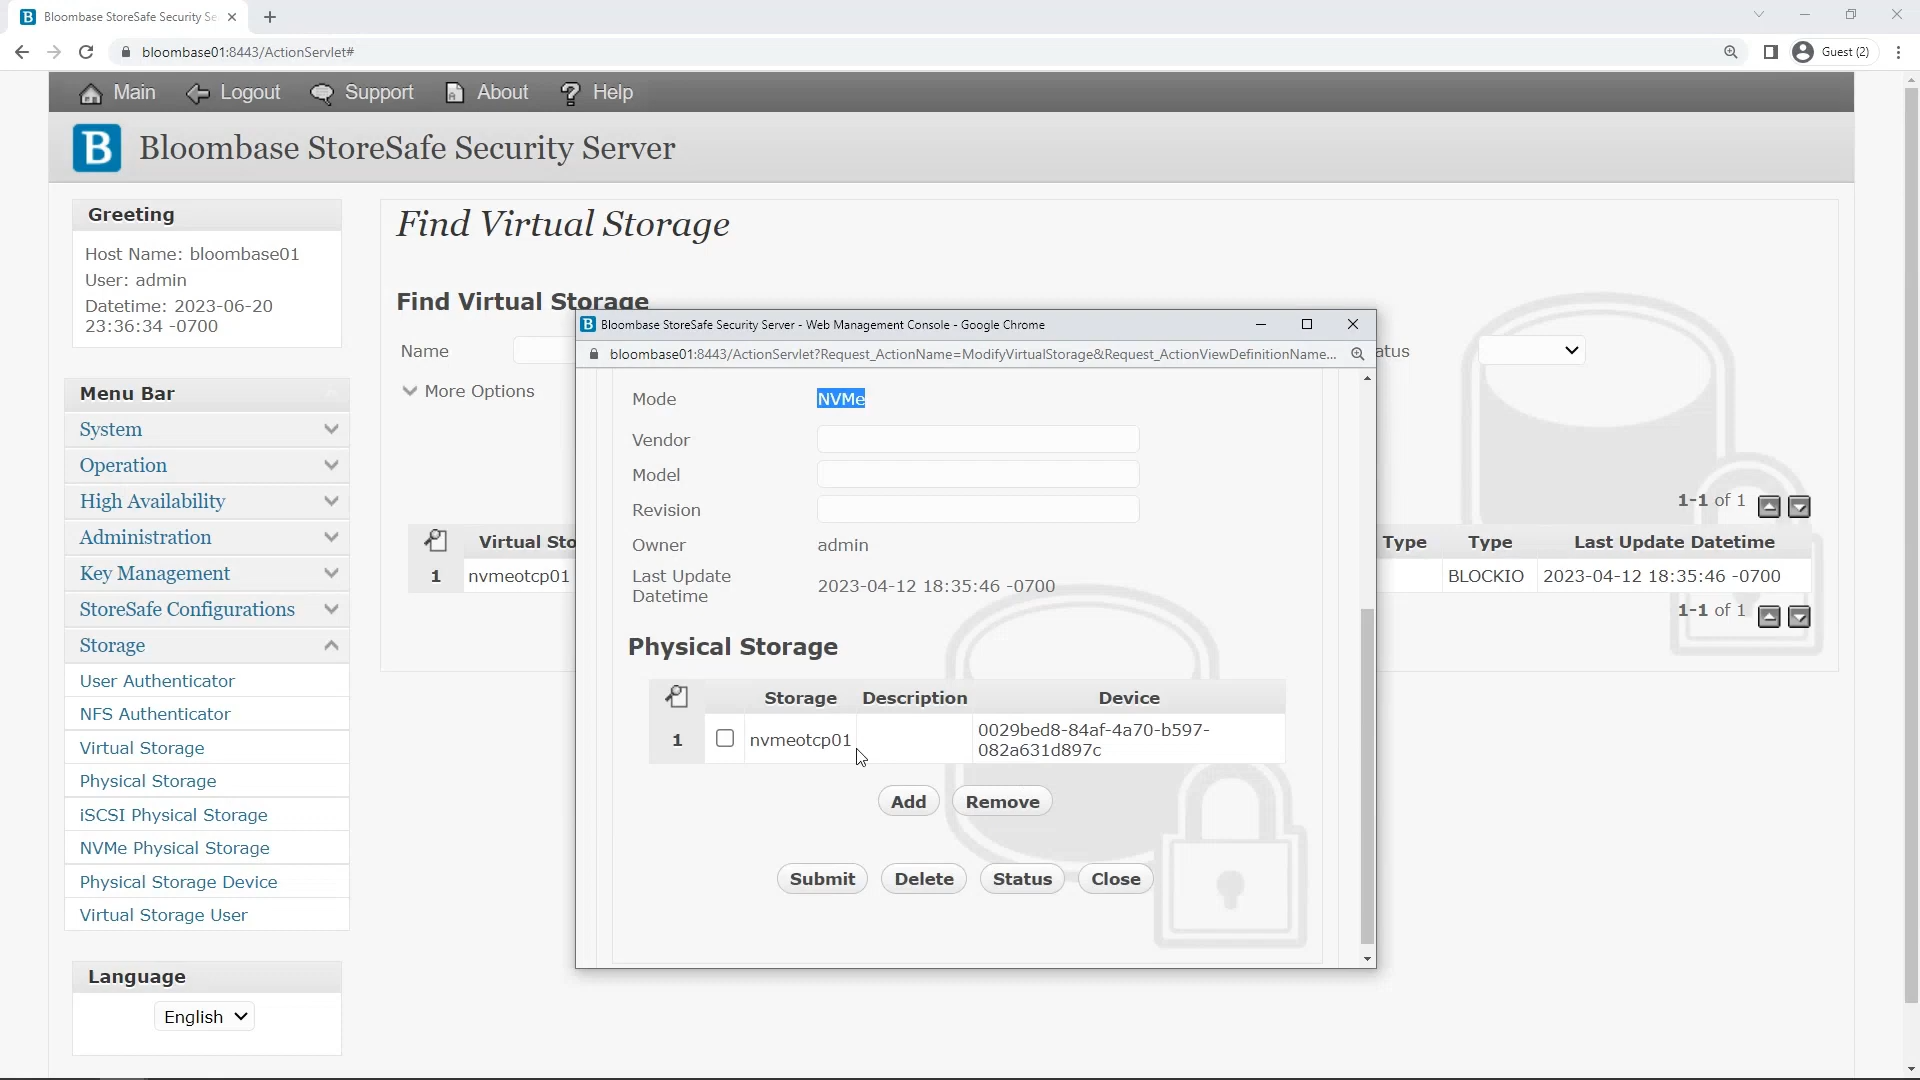 Bloombase StoreSafe Security Se
bloombase01:8443/ActionServlet#
Guest (2)
Main
Logout
Support
About
Help
B
Bloombase StoreSafe Security Server
Greeting
Host Name: bloombase01
User: admin
Datetime: 2023-06-20
23:36:34 -0700
Menu Bar
System
Operation
High Availability
Administration
Key Management
StoreSafe Configurations
Storage
User Authenticator
NFS Authenticator
Virtual Storage
Physical Storage
iSCSI Physical Storage
NVMe Physical Storage
Physical Storage Device
Virtual Storage User
Language
English
Find Virtual Storage
Find Virtual Storage
Name
atus
More Options
1-1 of 1
Virtual Sto
Type
Type
Last Update Datetime
1
nvmeotcp01
BLOCKIO
2023-04-12 18:35:46 -0700
1-1 of 1
Bloombase StoreSafe Security Server - Web Management Console - Google Chrome
bloombase01:8443/ActionServlet?Request_ActionName=ModifyVirtualStorage&Request_ActionViewDefinitionName...
Mode
NVMe
Vendor
Model
Revision
Owner
admin
Last Update
Datetime
2023-04-12 18:35:46 -0700
Physical Storage
Storage
Description
Device
1
nvmeotcp01
0029bed8-84af-4a70-b597-
082a631d897c
Add
Remove
Submit
Delete
Status
Close